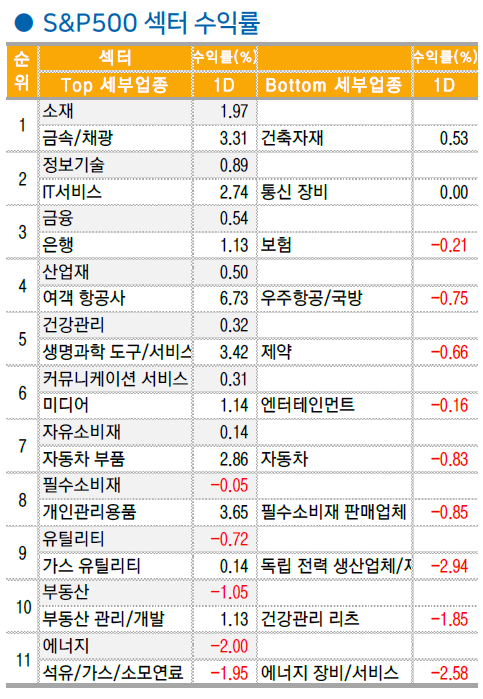 ● S&P500 섹터 수익률
순위 섹터 수익률(%) 수익률(%)
Top 세부업종 1D Bottom 세부업종 1D
1 소재 1.97
금속/채광 3.31 건축자재 0.53
2 정보기술 0.89
IT서비스 2.74 통신 장비 0.00
3 금융 0.54
은행 1.13 보험 -0.21
4 산업재 0.50
여객 항공사 6.73 우주항공/국방 -0.75
5 건강관리 0.32
생명과학 도구/서비스 3.42 제약 -0.66
6 커뮤니케이션 서비스 0.31
미디어 1.14 엔터테인먼트 -0.16
7 자유소비재 0.14
자동차 부품 2.86 자동차 -0.83
8 필수소비재 -0.05
개인관리용품 3.65 필수소비재 판매업체 -0.85
9 유틸리티 -0.72
가스 유틸리티 0.14 독립 전력 생산업체/ -2.94
10 부동산 -1.05
부동산 관리/개발 1.13 건강관리 리츠 -1.85
11 에너지 -2.00
석유/가스/소모연료 -1.95 에너지 장비/서비스 -2.58